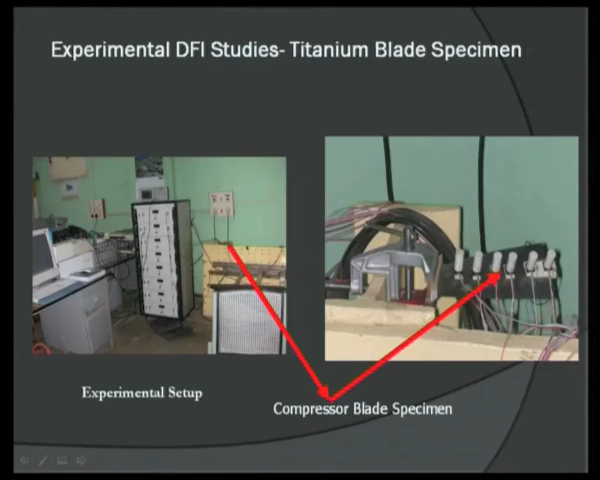 Experimental DFI Studies- Titanium Blade Specimen
Experimental Setup
Compressor Blade Specimen